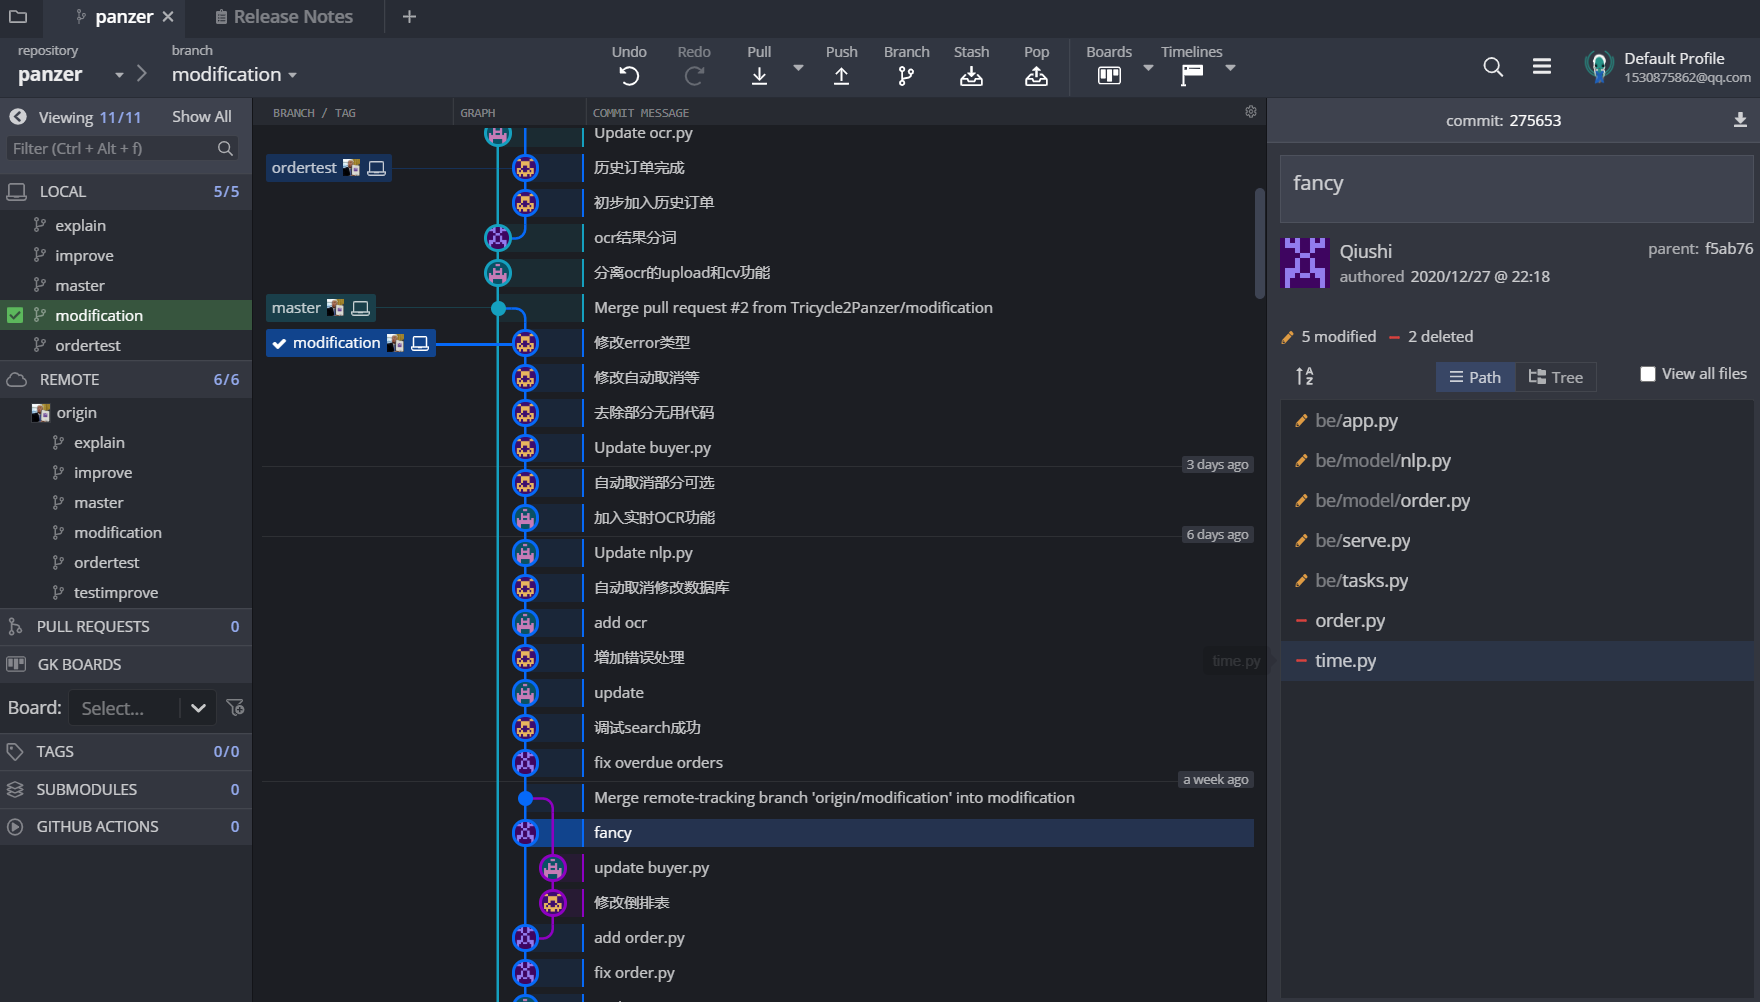 panzer
Release Notes
repository
panzer
branch
modification
Undo
Redo
Pull
Push
Branch
Stash
Pop
Boards
Timelines
Default Profile
1530875862@qq.com
Viewing 11/11
Show All
Filter (Ctrl + Alt + f)
LOCAL 5/5
explain
improve
master
modification
ordertest
REMOTE 6/6
origin
explain
improve
master
modification
ordertest
testimprove
PULL REQUESTS 0
GK BOARDS
Board: Select...
TAGS 0/0
SUBMODULES 0
GITHUB ACTIONS 0
BRANCH / TAG
GRAPH
COMMIT MESSAGE
Update ocr.py
ordertest
历史订单完成
初步加入历史订单
ocr结果分词
分离ocr的upload和cv功能
master
Merge pull request #2 from Tricycle2Panzer/modification
modification
修改error类型
修改自动取消等
去除部分无用代码
Update buyer.py
3 days ago
自动取消部分可选
加入实时OCR功能
6 days ago
Update nlp.py
自动取消修改数据库
add ocr
增加错误处理
time.py
update
调试search成功
fix overdue orders
a week ago
Merge remote-tracking branch 'origin/modification' into modification
fancy
update buyer.py
修改倒排表
add order.py
fix order.py
commit: 275653
fancy
Qiushi
authored 2020/12/27 @ 22:18
parent: f5ab76
5 modified
2 deleted
Path
Tree
View all files
be/app.py
be/model/nlp.py
be/model/order.py
be/serve.py
be/tasks.py
order.py
time.py